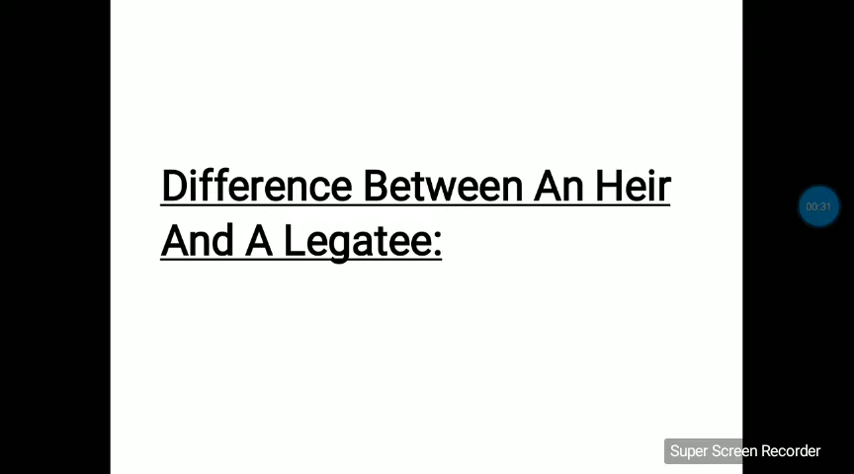 Difference Between An Heir
And A Legatee:
00:31
Super Screen Recorder